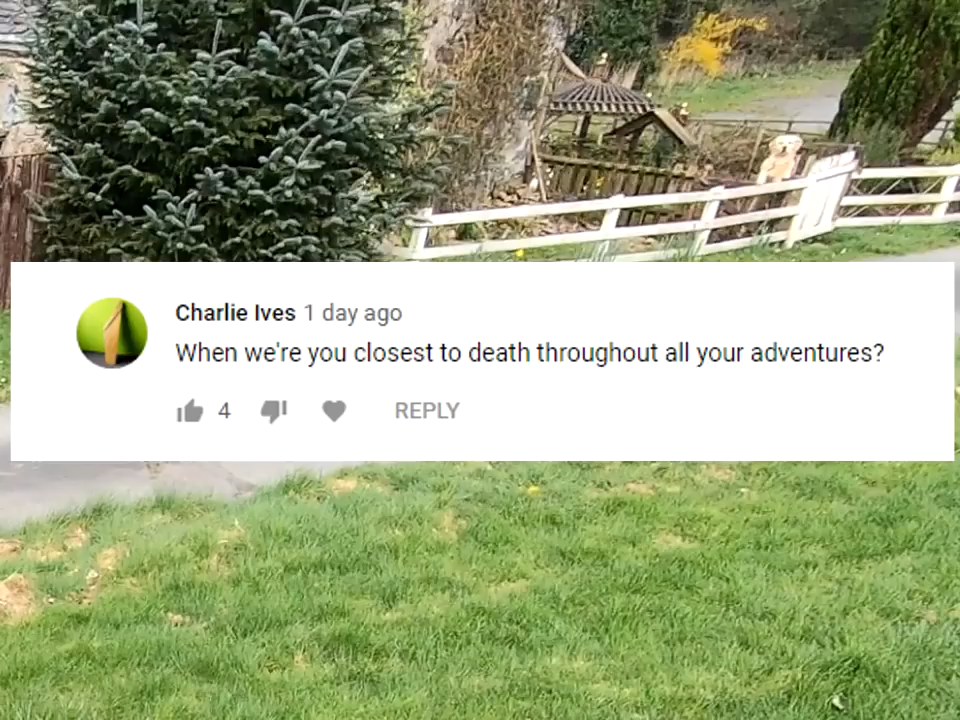 Charlie Ives 1 day ago
When we're you closest to death throughout all your adventures?
4 REPLY